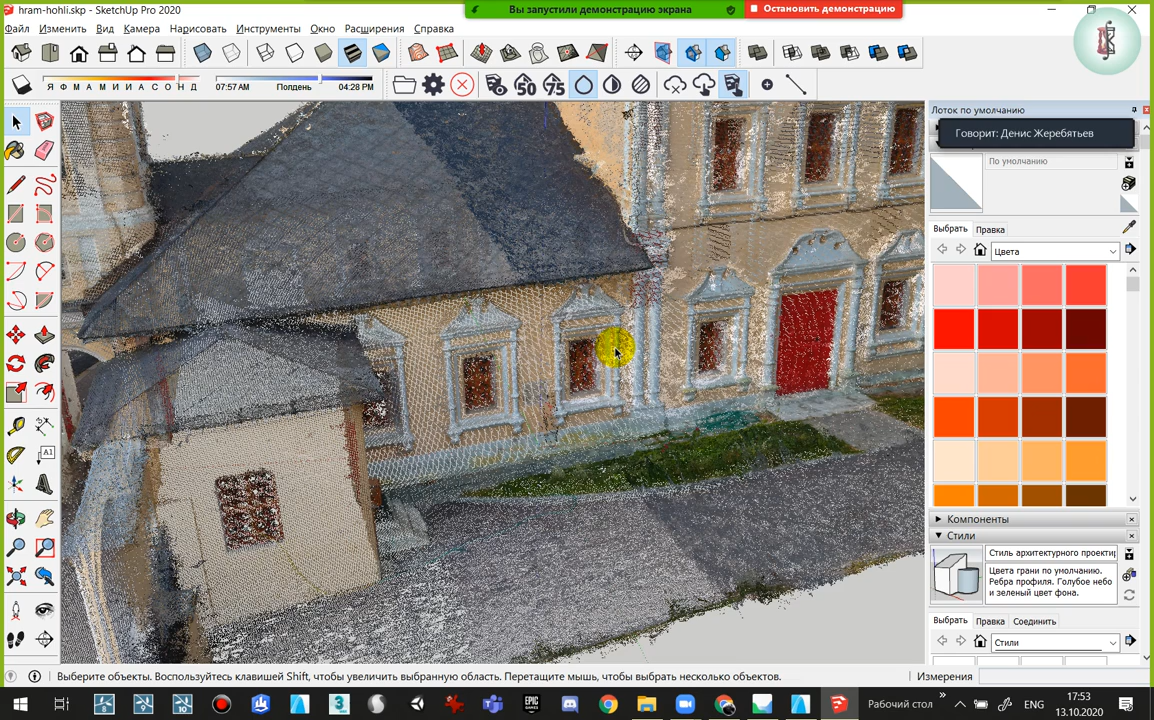 hram-hohli.skp - SketchUp Pro 2020
Вы запустили демонстрацию экрана
Остановить демонстрацию
Файл Изменить Вид Камера Нарисовать Инструменты Окно Расширения Справка
Я Ф М А М И И А С О Н Д
07:57 AM Полдень 04:28 PM
50 75
Лоток по умолчанию
Говорит: Денис Жеребятьев
По умолчанию
Выбрать Правка
Цвета
A1
Компоненты
Стили
Стиль архитектурного проектир
Цвета грани по умолчанию.
Ребра профиля. Голубое небо
и зеленый цвет фона.
Выбрать Правка Соединить
Стили
Выберите объекты. Воспользуйтесь клавишей Shift, чтобы увеличить выбранную область. Перетащите мышь, чтобы выбрать несколько объектов.
Измерения
Рабочий стол
ENG
17:53
13.10.2020